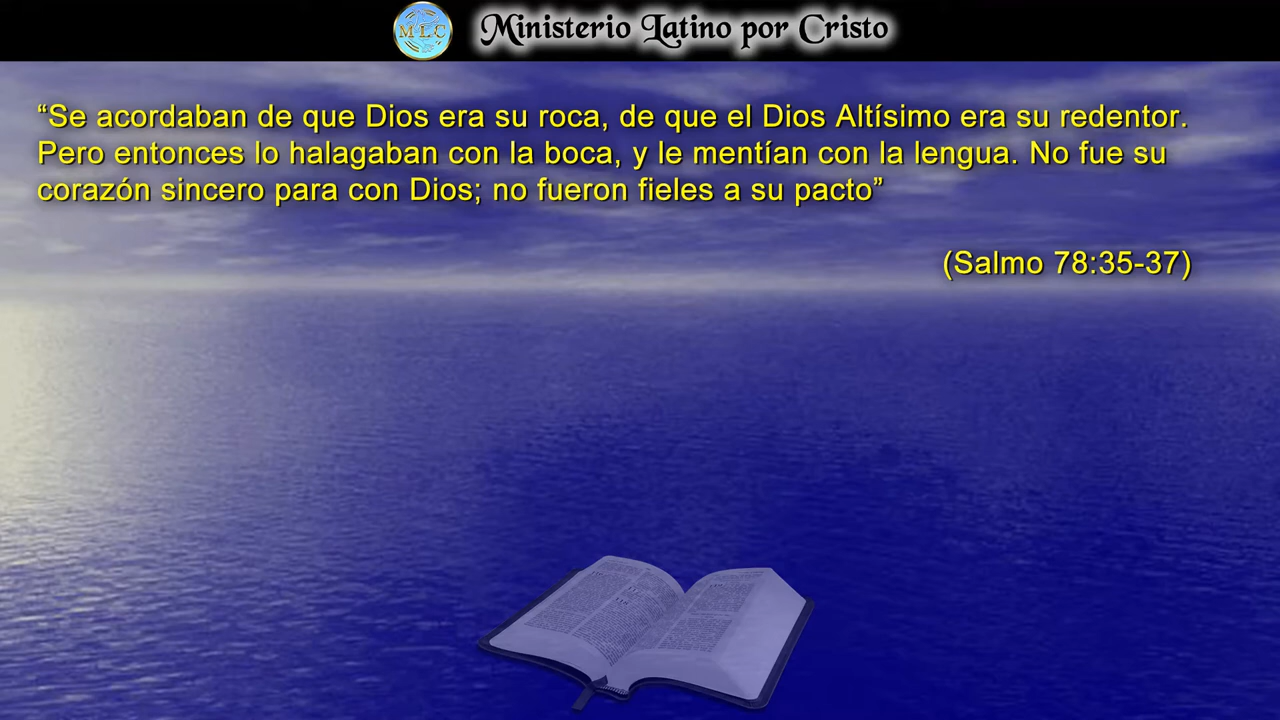 MLC
Ministerio Latino por Cristo
“Se acordaban de que Dios era su roca, de que el Dios Altísimo era su redentor.
Pero entonces lo halagaban con la boca, y le mentían con la lengua. No fue su
corazón sincero para con Dios; no fueron fieles a su pacto”
(Salmo 78:35-37)